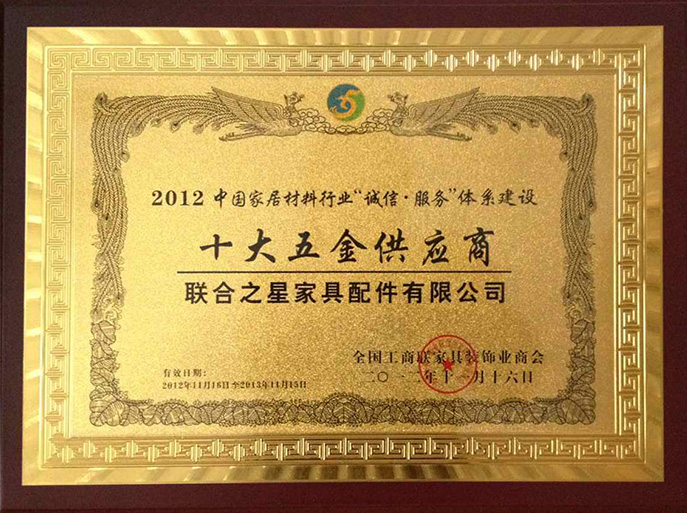 2012 中国家居材料行业“诚信·服务”体系建设
十大五金供应商
联合之星家具配件有限公司
全国工商联家具装饰业商会
有效日期:
二〇一二年十一月十六日
2012年11月16日至2013年11月15日